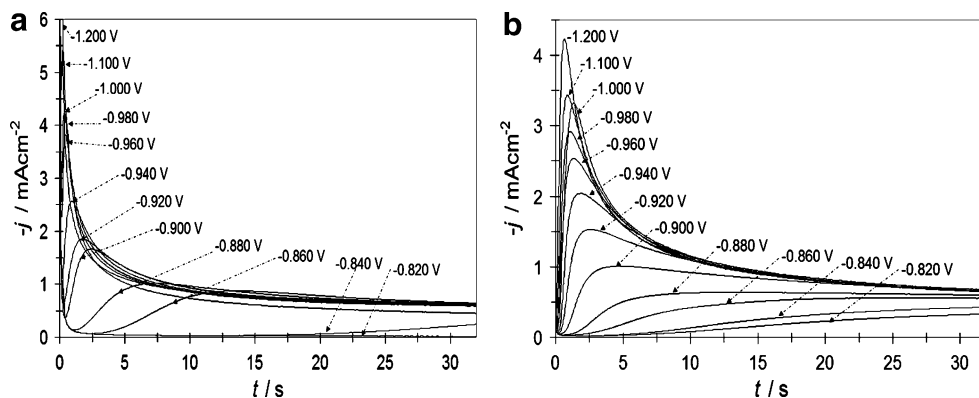 a
-j / mAcm-2
6
5
4
3
2
1
0
0 5 10 15 20 25 30
t / s
-1.200 V
-1.100 V
-1.000 V
-0.980 V
-0.960 V
-0.940 V
-0.920 V
-0.900 V
-0.880 V
-0.860 V
-0.840 V
-0.820 V
b
-j / mAcm-2
4
3
2
1
0
0 5 10 15 20 25 30
t / s
-1.200 V
-1.100 V
-1.000 V
-0.980 V
-0.960 V
-0.940 V
-0.920 V
-0.900 V
-0.880 V
-0.860 V
-0.840 V
-0.820 V